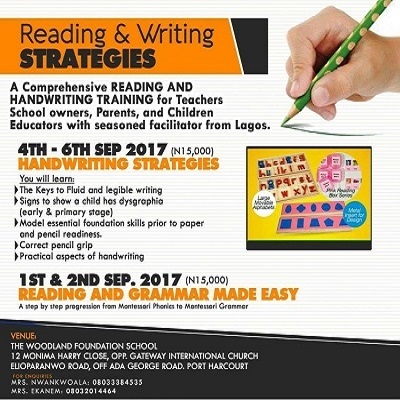 Reading & Writing
STRATEGIES
A Comprehensive READING AND
HANDWRITING TRAINING for Teachers
School owners, Parents, and Children
Educators with seasoned facilitator from Lagos.
4TH - 6TH SEP 2017 (N15,000)
HANDWRITING STRATEGIES
You will learn:
The Keys to Fluid and legible writing
Signs to show a child has dysgraphia
(early & primary stage)
Model essential foundation skills prior to paper
and pencil readiness.
Correct pencil grip
Practical aspects of handwriting
Large
Movable
Alphabets
Pink Reading
Box Series
Metal
Insert for
Design
1ST & 2ND SEP. 2017 (N15,000)
READING AND GRAMMAR MADE EASY
A step by step progression from Montessori Phonics to Montessori Grammar
VENUE:
THE WOODLAND FOUNDATION SCHOOL
12 MONIMA HARRY CLOSE, OPP. GATEWAY INTERNATIONAL CHURCH
ELIOPARANWO ROAD, OFF ADA GEORGE ROAD. PORT HARCOURT
FOR ENQUIRIES
MRS. NWANKWOALA: 08033384535
MRS. EKANEM: 08032014464